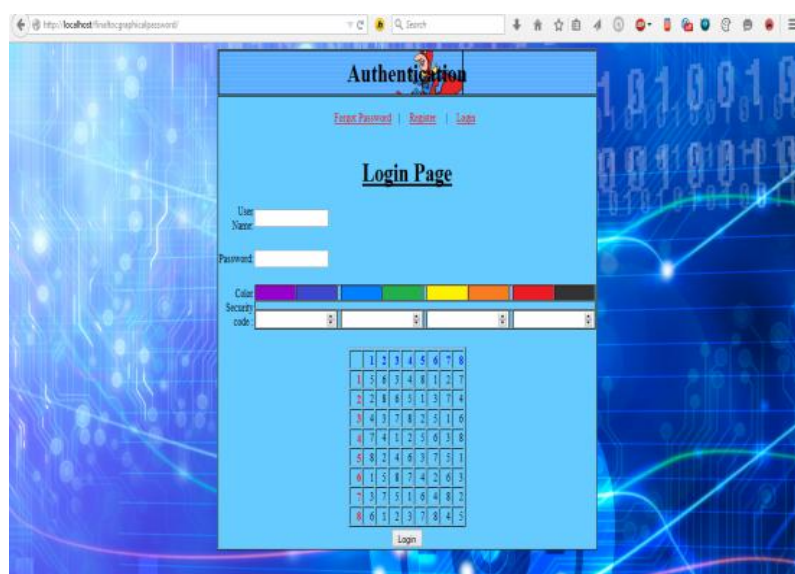 http://localhost/finaltocgraphicalpassword/
Search
Authentication
Forgot Password | Register | Login
Login Page
User
Name:
Password:
Color
Security
code :
1 2 3 4 5 6 7 8
1 5 6 3 4 8 1 2 7
2 2 8 6 5 1 3 7 4
3 4 3 7 8 2 5 1 6
4 7 4 1 2 5 6 3 8
5 8 2 4 6 3 7 5 1
6 1 5 8 7 4 2 6 3
7 3 7 5 1 6 4 8 2
8 6 1 2 3 7 8 4 5
Login